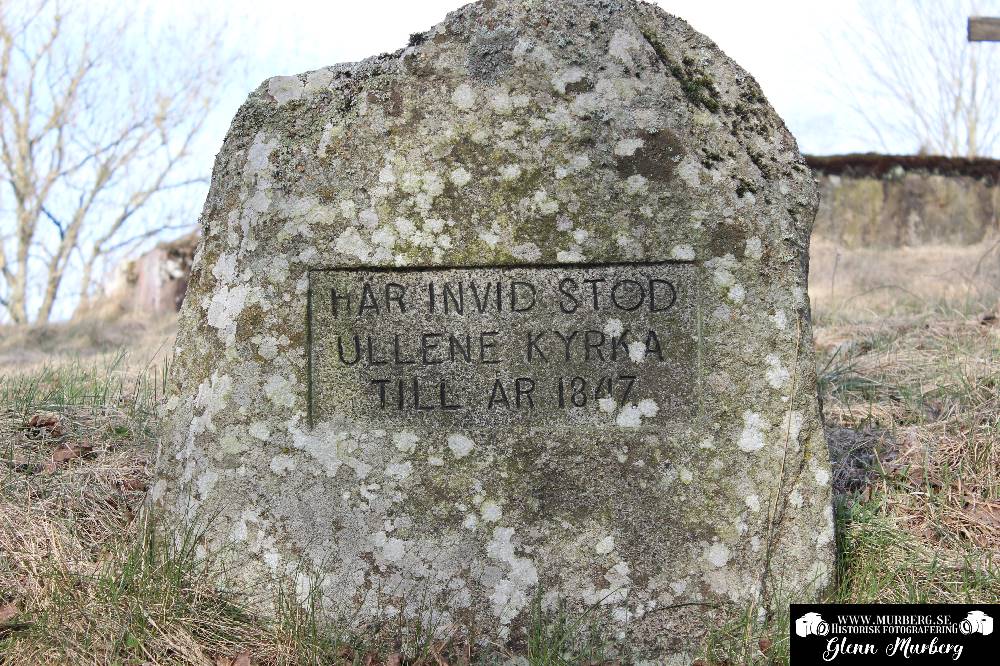 HÄR INVID STOD
ULLENE KYRKA
TILL ÅR 1847
WWW.MURBERG.SE
HISTORISK FOTOGRAFERING
Glenn Murberg